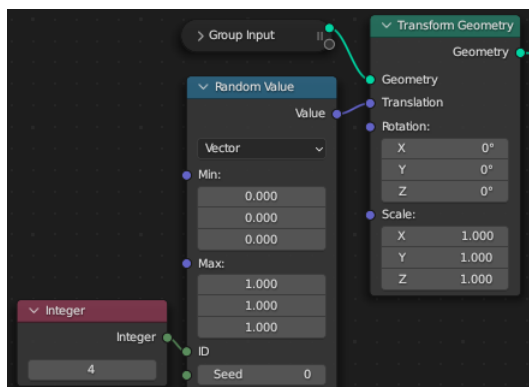 Group Input
Transform Geometry
Geometry
Geometry
Translation
Rotation:
X 0°
Y 0°
Z 0°
Scale:
X 1.000
Y 1.000
Z 1.000
Random Value
Value
Vector
Min:
0.000
0.000
0.000
Max:
1.000
1.000
1.000
ID
Seed 0
Integer
Integer
4